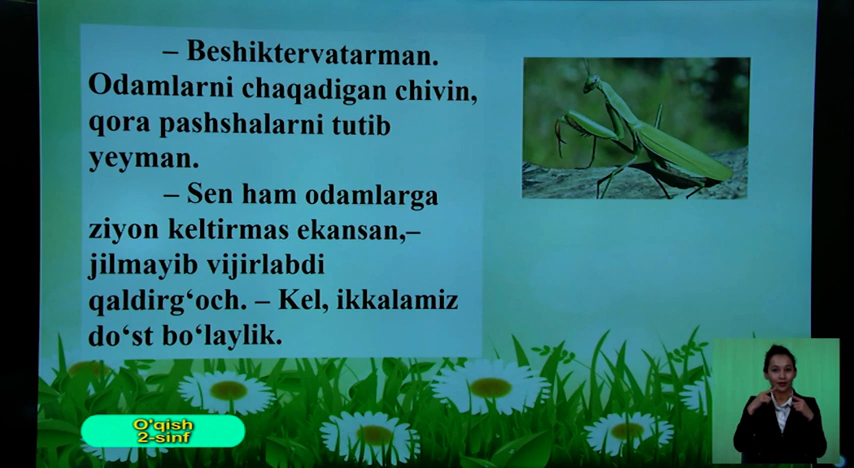 – Beshiktervatarman.
Odamlarni chaqadigan chivin,
qora pashshalarni tutib
yeyman.
– Sen ham odamlarga
ziyon keltirmas ekansan,–
jilmayib vijirlabdi
qaldirg‘och. – Kel, ikkalamiz
do‘st bo‘laylik.
O‘qish
2-sinf